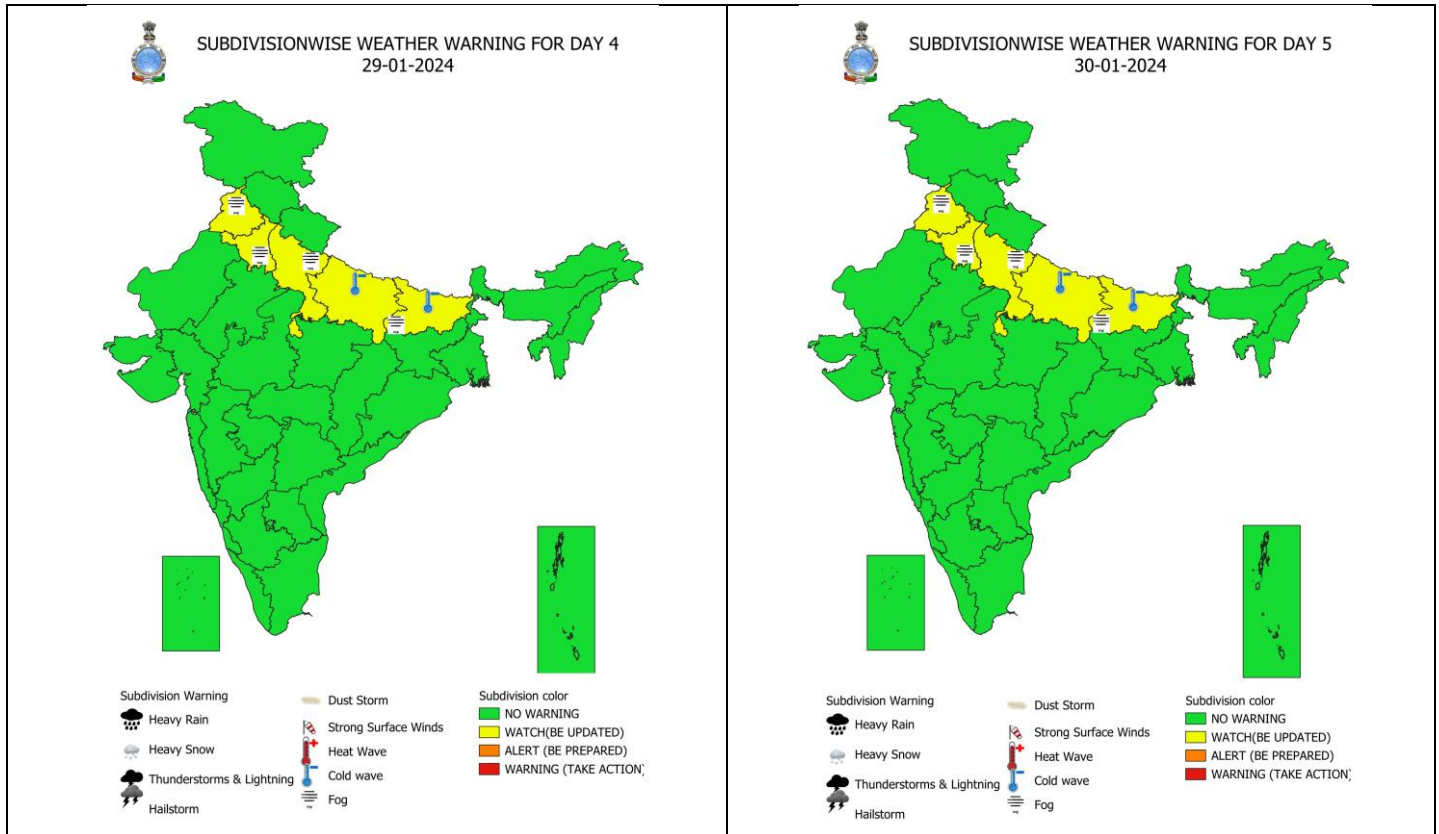 SUBDIVISIONWISE WEATHER WARNING FOR DAY 4
29-01-2024
Subdivision Warning
Heavy Rain
Heavy Snow
Thunderstorms & Lightning
Hailstorm
Dust Storm
Strong Surface Winds
Heat Wave
Cold wave
Fog
Subdivision color
NO WARNING
WATCH(BE UPDATED)
ALERT (BE PREPARED)
WARNING (TAKE ACTION)
SUBDIVISIONWISE WEATHER WARNING FOR DAY 5
30-01-2024
Subdivision Warning
Heavy Rain
Heavy Snow
Thunderstorms & Lightning
Hailstorm
Dust Storm
Strong Surface Winds
Heat Wave
Cold wave
Fog
Subdivision color
NO WARNING
WATCH(BE UPDATED)
ALERT (BE PREPARED)
WARNING (TAKE ACTION)